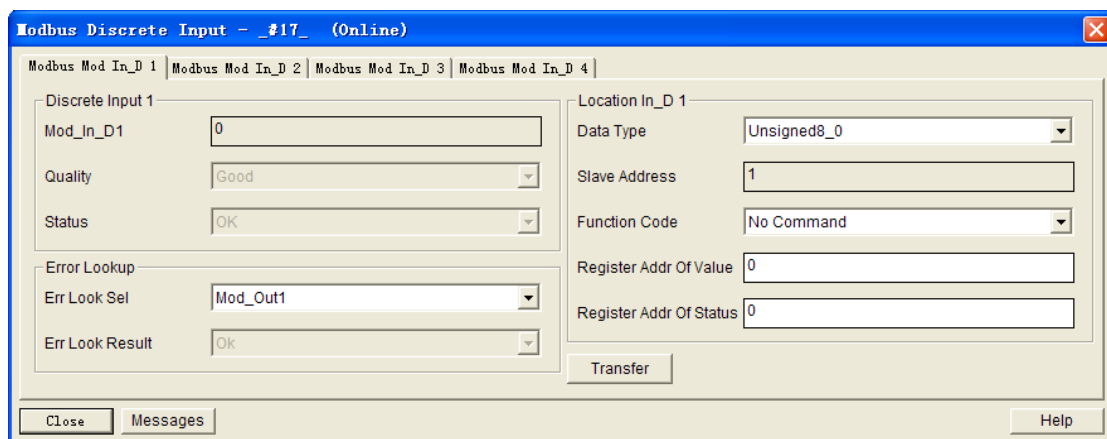 Modbus Discrete Input - _#17_ (Online)
Modbus Mod In_D 1 Modbus Mod In_D 2 Modbus Mod In_D 3 Modbus Mod In_D 4
Discrete Input 1
Mod_In_D1 0
Quality Good
Status OK
Error Lookup
Err Look Sel Mod_Out1
Err Look Result Ok
Location In_D 1
Data Type Unsigned8_0
Slave Address 1
Function Code No Command
Register Addr Of Value 0
Register Addr Of Status 0
Transfer
Close Messages Help